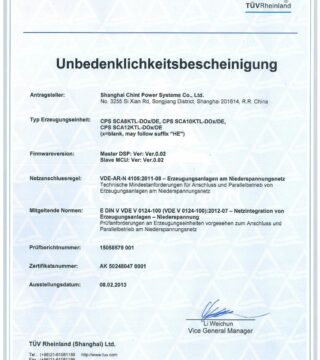 TÜVRheinland
Unbedenklichkeitsbescheinigung
Antragsteller: Shanghai Chint Power Systems Co., Ltd.
No. 3255 Si Xian Rd, Songjiang District, Shanghai 201614, R.R. China
Typ Erzeugungseinheit: CPS SCA8KTL-DOx/DE, CPS SCA10KTL-DOx/DE,
CPS SCA12KTL-DOx/DE
(x=blank, may follow suffix "HE")
Firmwareversion: Master DSP: Ver: Ver.0.02
Slave MCU: Ver: Ver.0.02
Netzanschlussregel: VDE-AR-N 4105:2011-08 – Erzeugungsanlagen am Niederspannungsnetz
Technische Mindestanforderungen für Anschluss und Parallelbetrieb von
Erzeugungsanlagen am Niederspannungsnetz
Mitgeltende Normen: E DIN V VDE V 0124-100 (VDE V 0124-100):2012-07 – Netzintegration von
Erzeugungsanlagen – Niederspannung
Prüfanforderungen an Erzeugungseinheiten vorgesehen zum Anschluss und
Parallelbetrieb am Niederspannungsnetz
Prüfberichtnummer: 15058879 001
Zertifikatsnummer: AK 50248047 0001
Ausstellungsdatum: 08.02.2013
Li Weichun
Vice General Manager
TÜV Rheinland (Shanghai) Ltd.